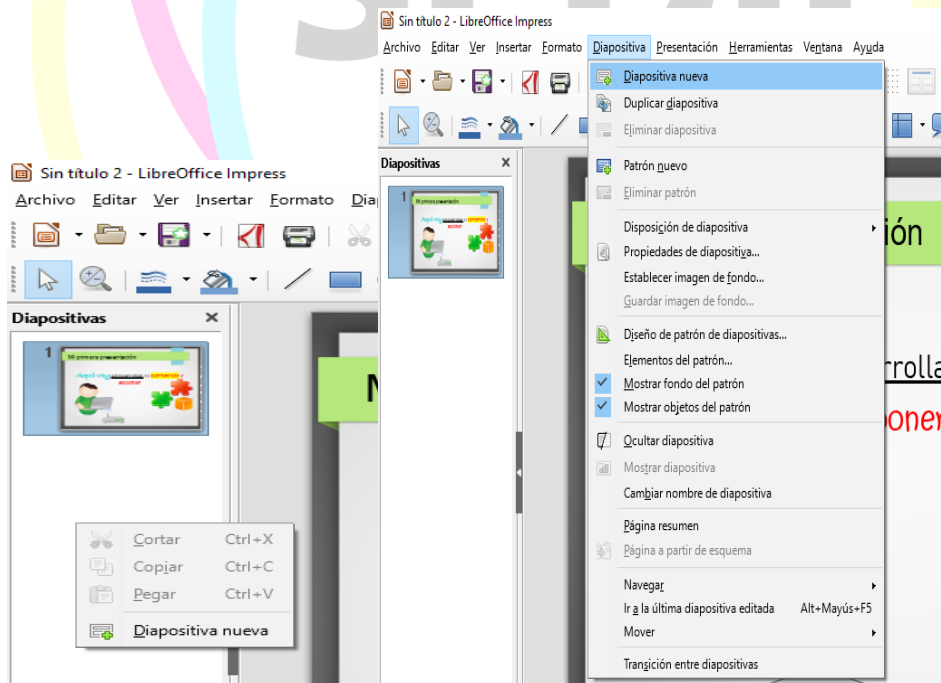 Sin título 2 - LibreOffice Impress
Archivo Editar Ver Insertar Formato Dia
Diapositivas x
1
Mi primera presentación
Cortar Ctrl+X
Copiar Ctrl+C
Pegar Ctrl+V
Diapositiva nueva
Sin título 2 - LibreOffice Impress
Archivo Editar Ver Insertar Formato Diapositiva Presentación Herramientas Ventana Ayuda
Diapositivas x
1
Mi primera presentación
Diapositiva nueva
Duplicar diapositiva
Eliminar diapositiva
Patrón nuevo
Eliminar patrón
Disposición de diapositiva
Propiedades de diapositiva...
Establecer imagen de fondo...
Guardar imagen de fondo...
Diseño de patrón de diapositivas...
Elementos del patrón...
Mostrar fondo del patrón
Mostrar objetos del patrón
Ocultar diapositiva
Mostrar diapositiva
Cambiar nombre de diapositiva
Página resumen
Página a partir de esquema
Navegar
Ir a la última diapositiva editada Alt+Mayús+F5
Mover
Transición entre diapositivas
ión
rrolla
poner